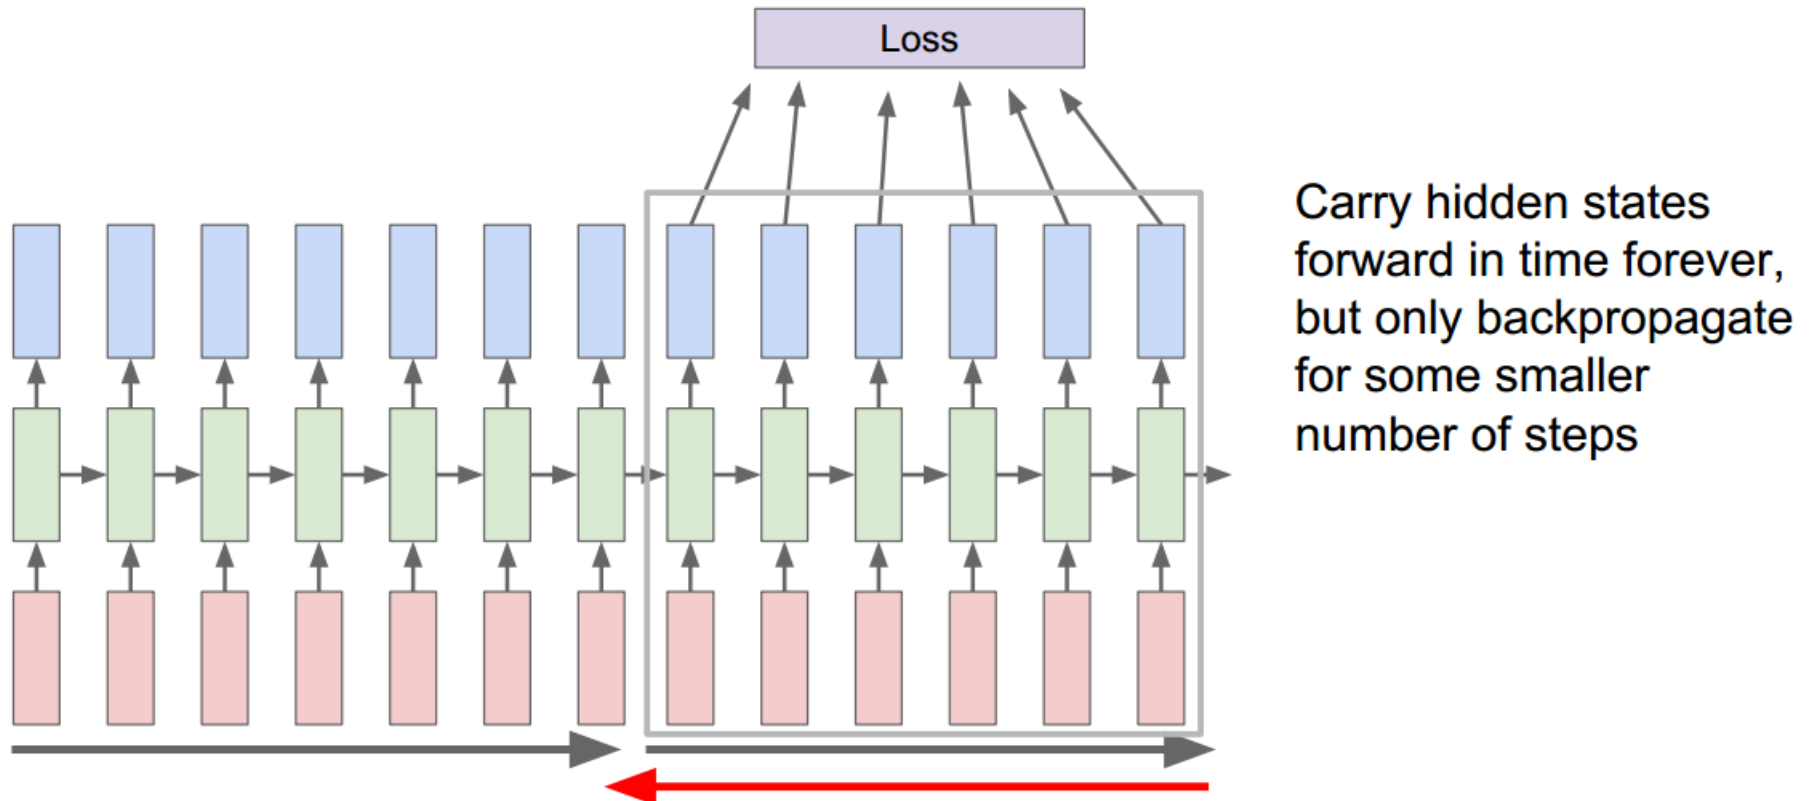 Loss
Carry hidden states
forward in time forever,
but only backpropagate
for some smaller
number of steps